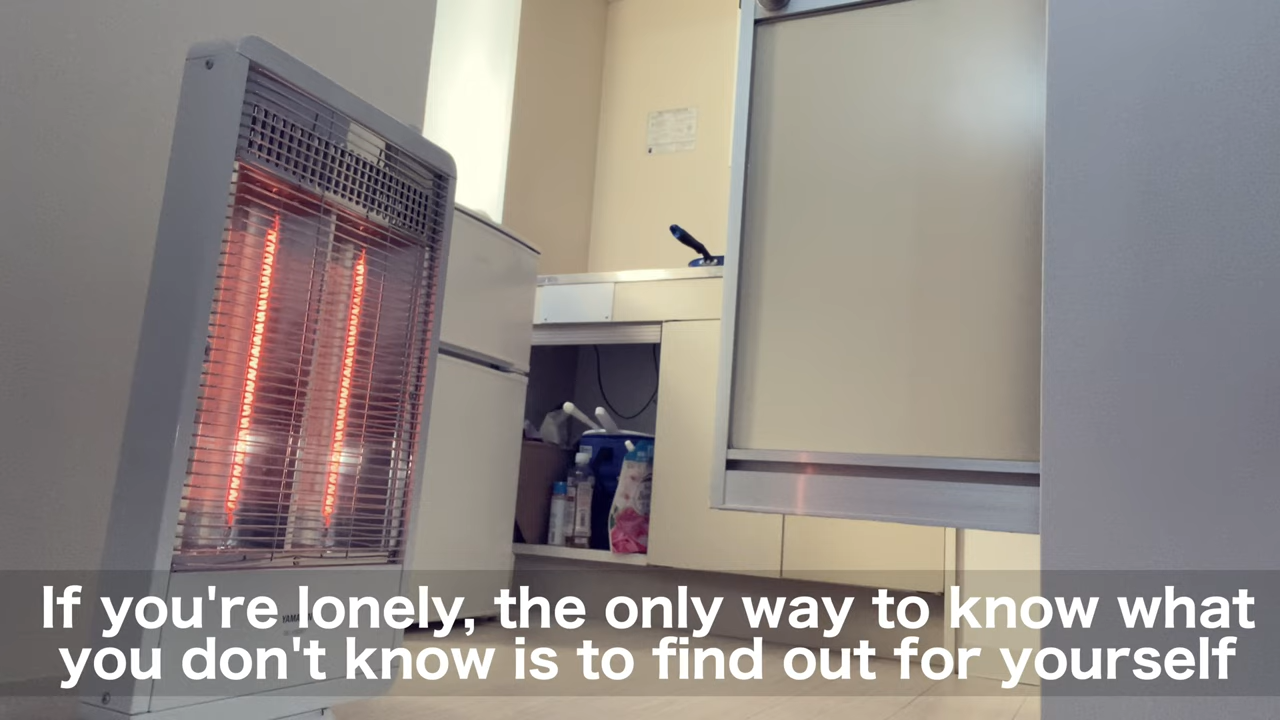 If you're lonely, the only way to know what
you don't know is to find out for yourself